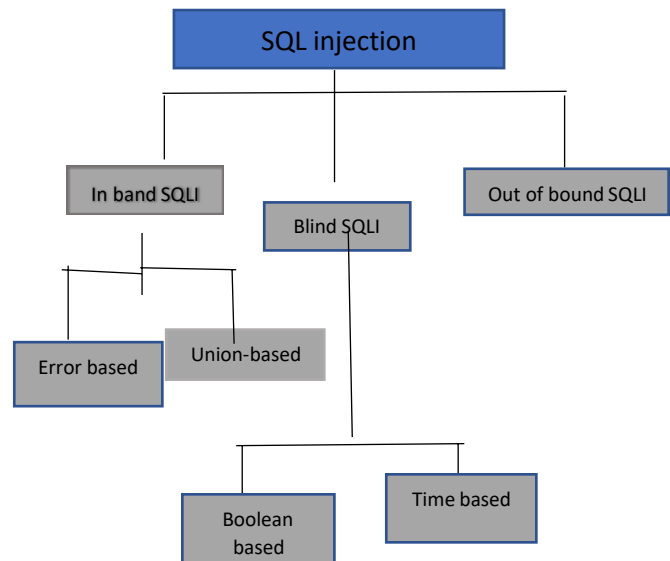 SQL injection
In band SQLI
Blind SQLI
Out of bound SQLI
Error based
Union-based
Boolean
based
Time based